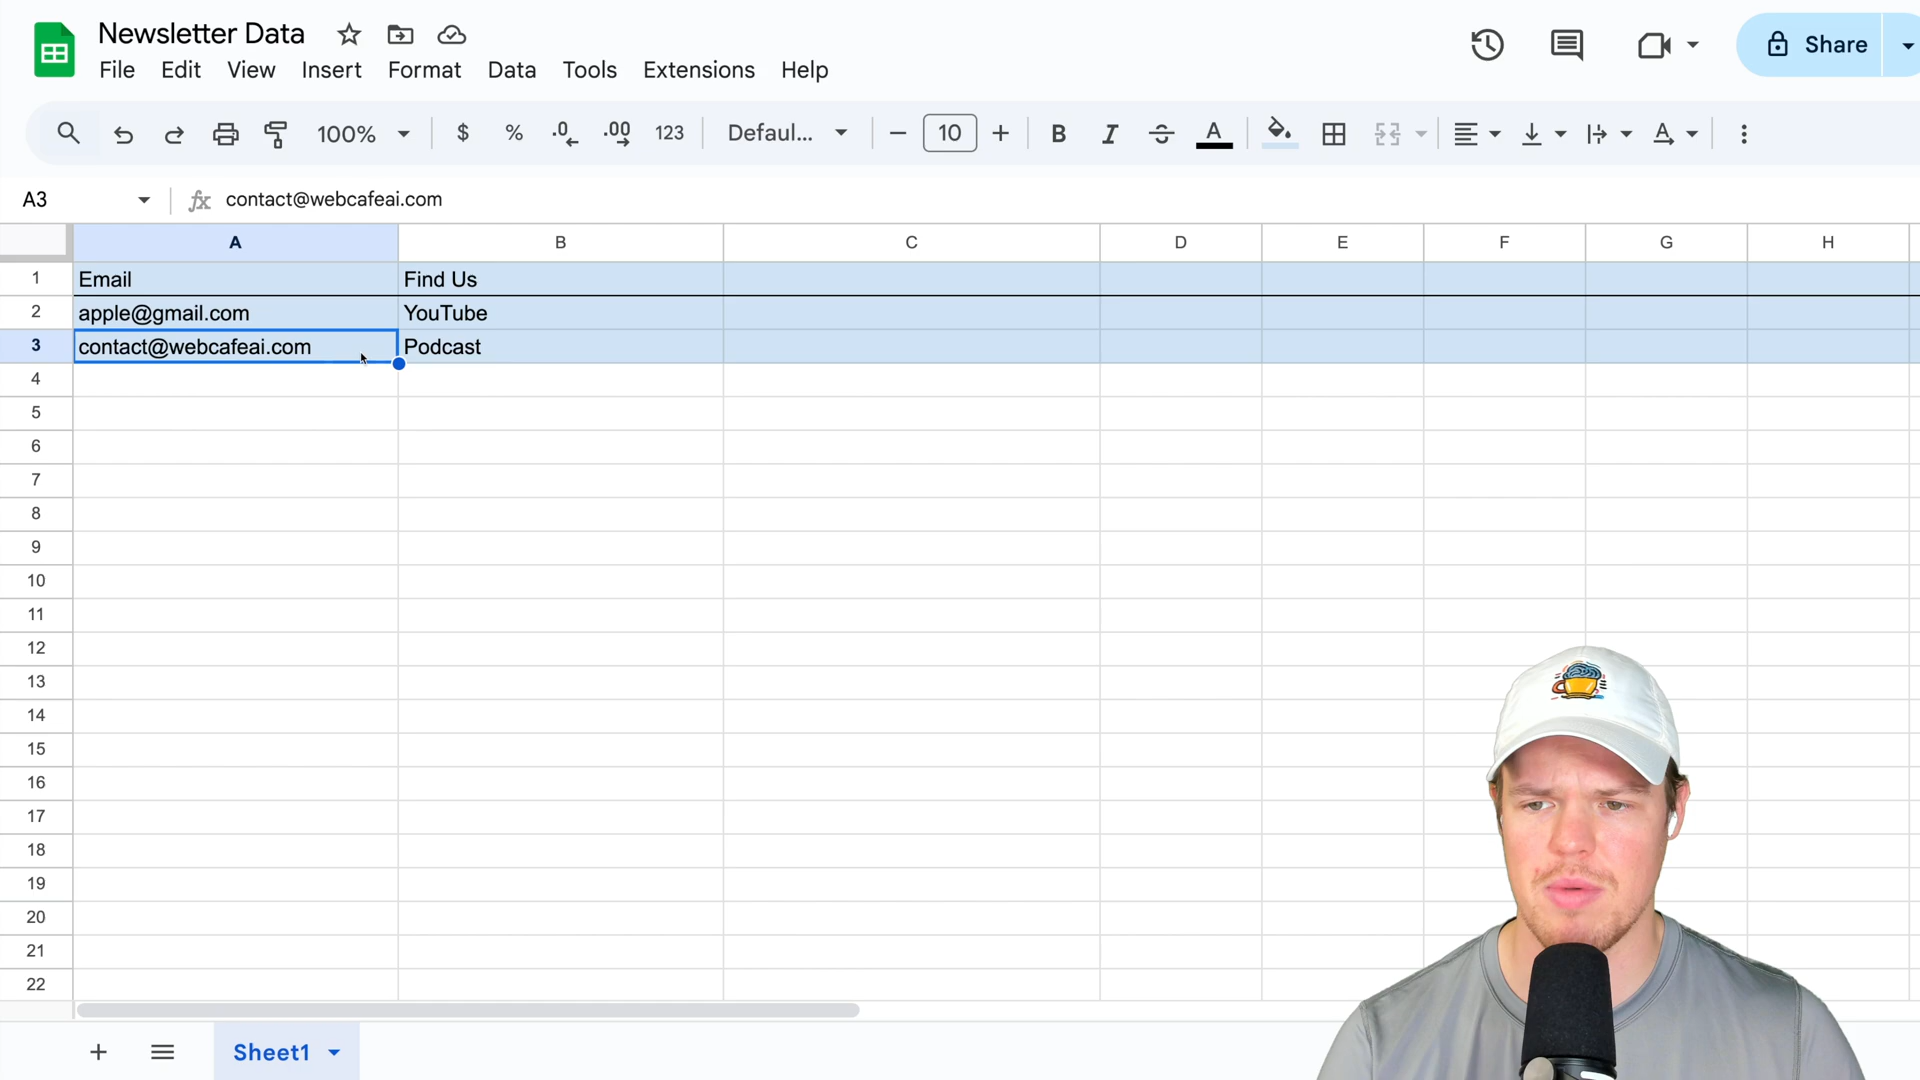 Newsletter Data
File Edit View Insert Format Data Tools Extensions Help
Share
100% $ % .0 .00 123 Defaul... 10 B I A
A3 fx contact@webcafeai.com
A B C D E F G H
1 Email Find Us
2 apple@gmail.com YouTube
3 contact@webcafeai.com Podcast
4
5
6
7
8
9
10
11
12
13
14
15
16
17
18
19
20
21
22
Sheet1